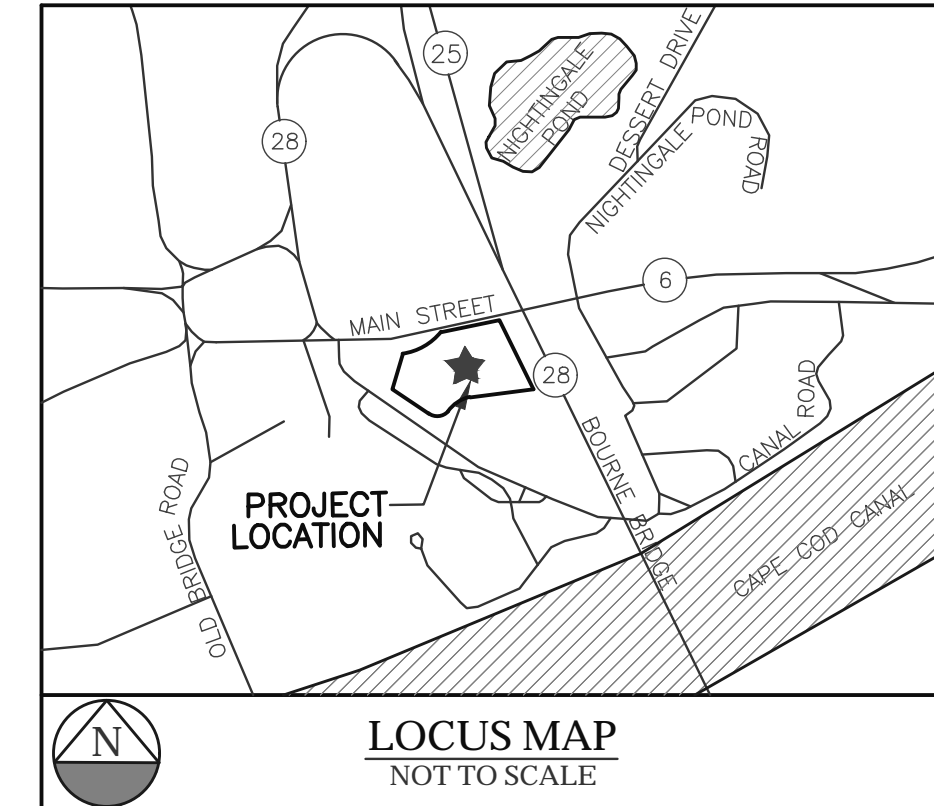 25
28
NIGHTINGALE
POND
DESSERT DRIVE
NIGHTINGALE POND ROAD
6
MAIN STREET
28
BOURNE BRIDGE
CANAL ROAD
OLD BRIDGE ROAD
PROJECT
LOCATION
CAPE COD CANAL
N
LOCUS MAP
NOT TO SCALE